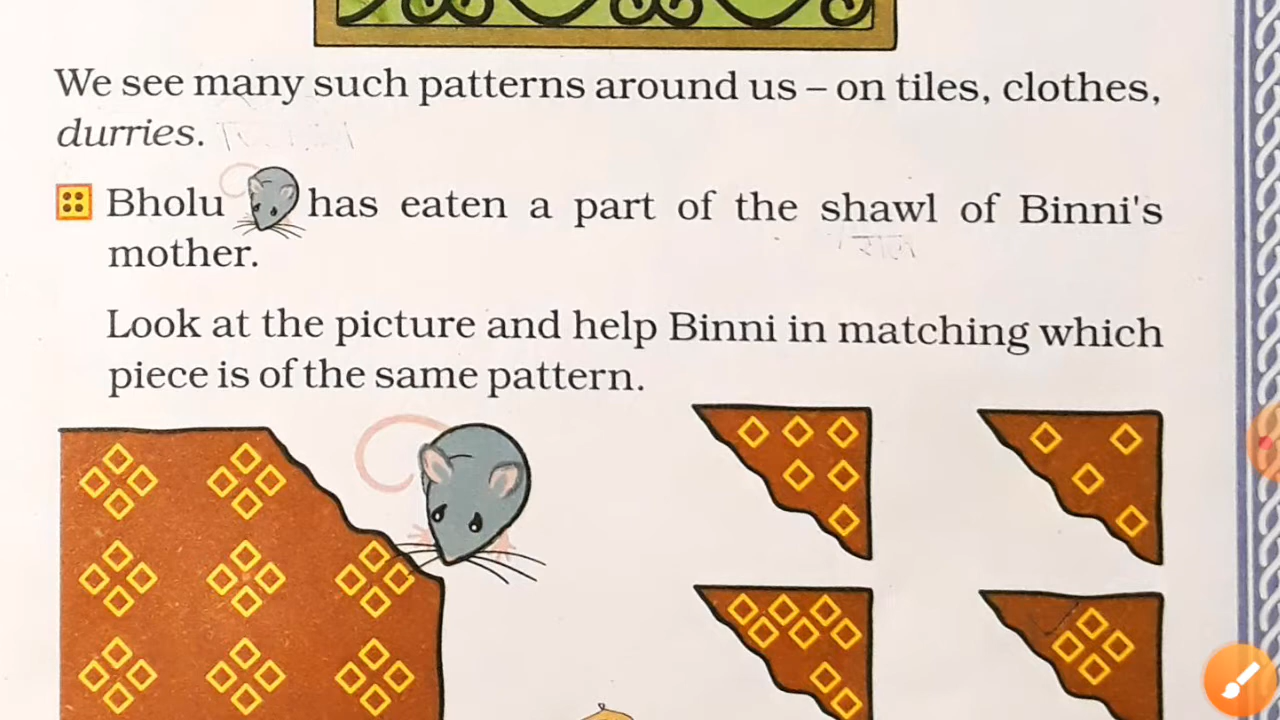 We see many such patterns around us – on tiles, clothes,
durries.
Bholu has eaten a part of the shawl of Binni's
mother.
Look at the picture and help Binni in matching which
piece is of the same pattern.